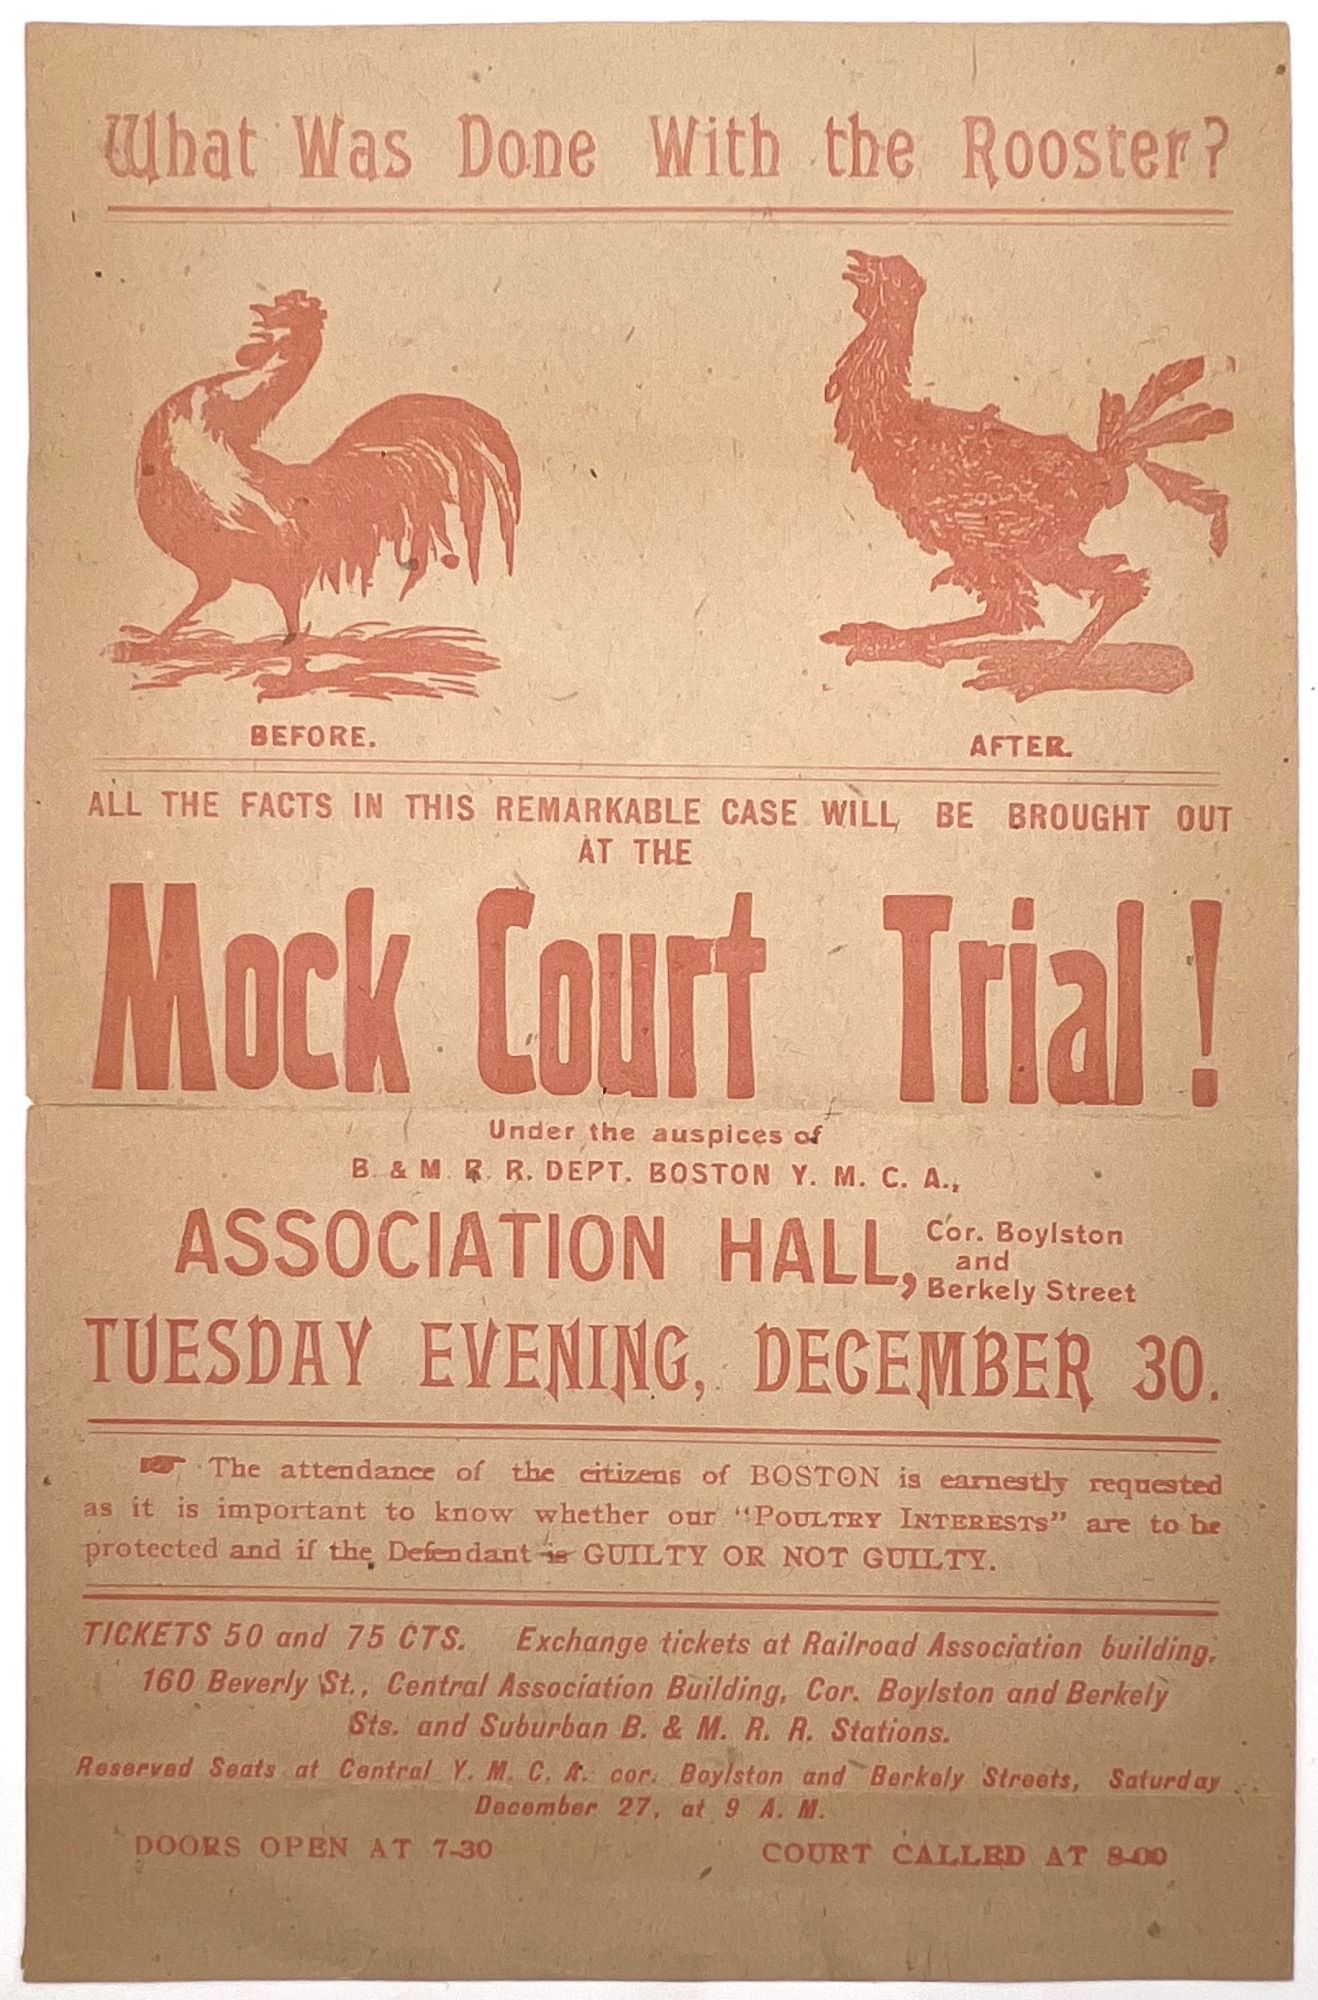 What Was Done With the Rooster?
BEFORE.
AFTER.
ALL THE FACTS IN THIS REMARKABLE CASE WILL BE BROUGHT OUT
AT THE
Mock Court Trial!
Under the auspices of
B. & M. R. R. DEPT. BOSTON Y. M. C. A.,
ASSOCIATION HALL,
Cor. Boylston
and
Berkely Street
TUESDAY EVENING, DECEMBER 30.
☛ The attendance of the citizens of BOSTON is earnestly requested
as it is important to know whether our "POULTRY INTERESTS" are to be
protected and if the Defendant is GUILTY OR NOT GUILTY.
TICKETS 50 and 75 CTS. Exchange tickets at Railroad Association building,
160 Beverly St., Central Association Building, Cor. Boylston and Berkely
Sts. and Suburban B. & M. R. R. Stations.
Reserved Seats at Central Y. M. C. A. cor. Boylston and Berkely Streets, Saturday
December 27, at 9 A. M.
DOORS OPEN AT 7-30
COURT CALLED AT 8-00